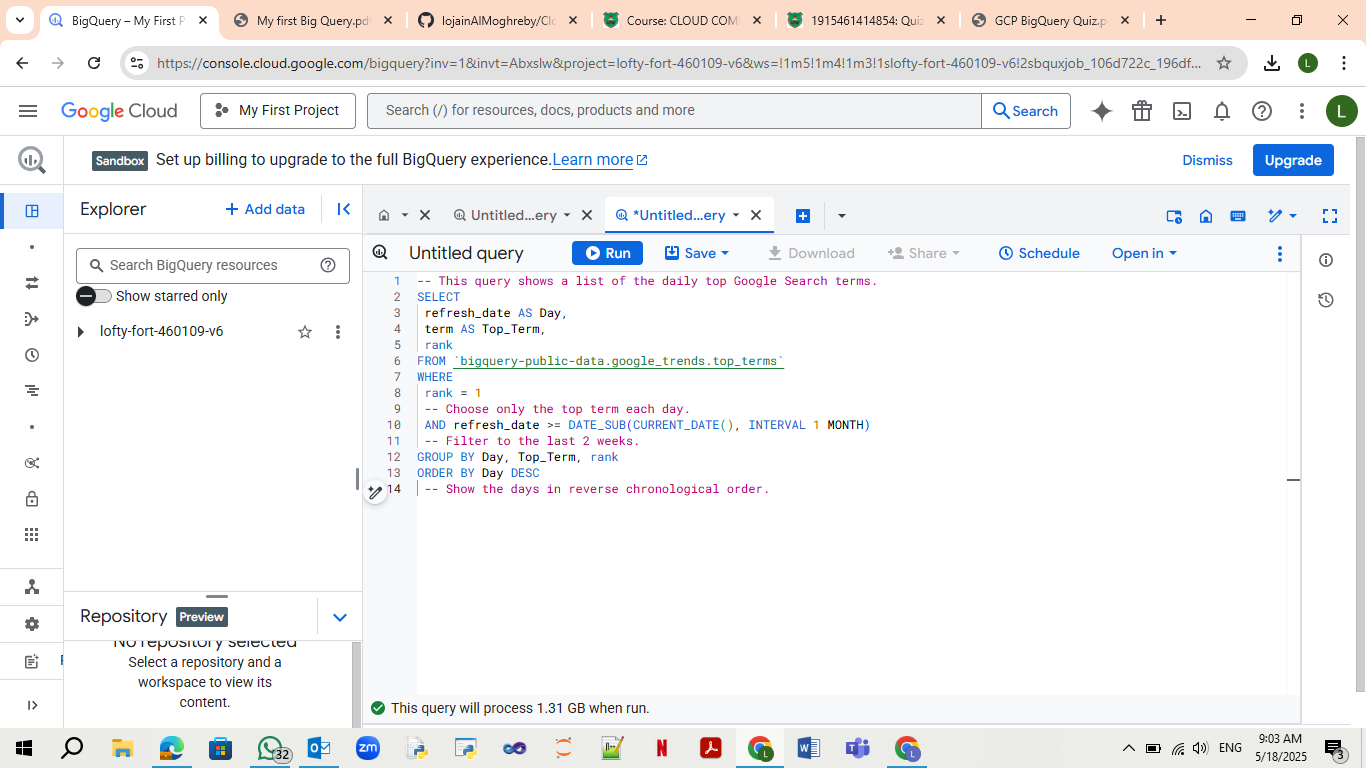 BigQuery – My First P
My first Big Query.pdf
lojainAlMoghreby/Clo
Course: CLOUD COM
1915461414854: Quiz
GCP BigQuery Quiz.p
https://console.cloud.google.com/bigquery?inv=1&invt=Abxslw&project=lofty-fort-460109-v6&ws=!1m5!1m4!1m3!1slofty-fort-460109-v6!2sbquxjob_106d722c_196df...
L
Google Cloud
My First Project
Search (/) for resources, docs, products and more
Search
L
Sandbox
Set up billing to upgrade to the full BigQuery experience.Learn more
Dismiss
Upgrade
Explorer
+ Add data
Untitled...ery
*Untitled...ery
Search BigQuery resources
Show starred only
lofty-fort-460109-v6
Untitled query
Run
Save
Download
Share
Schedule
Open in
1 -- This query shows a list of the daily top Google Search terms.
2 SELECT
3 refresh_date AS Day,
4 term AS Top_Term,
5 rank
6 FROM `bigquery-public-data.google_trends.top_terms`
7 WHERE
8 rank = 1
9 -- Choose only the top term each day.
10 AND refresh_date >= DATE_SUB(CURRENT_DATE(), INTERVAL 1 MONTH)
11 -- Filter to the last 2 weeks.
12 GROUP BY Day, Top_Term, rank
13 ORDER BY Day DESC
14 -- Show the days in reverse chronological order.
Repository
Preview
No repository selected
Select a repository and a
workspace to view its
content.
This query will process 1.31 GB when run.
32
zm
N
ENG
9:03 AM
5/18/2025
3